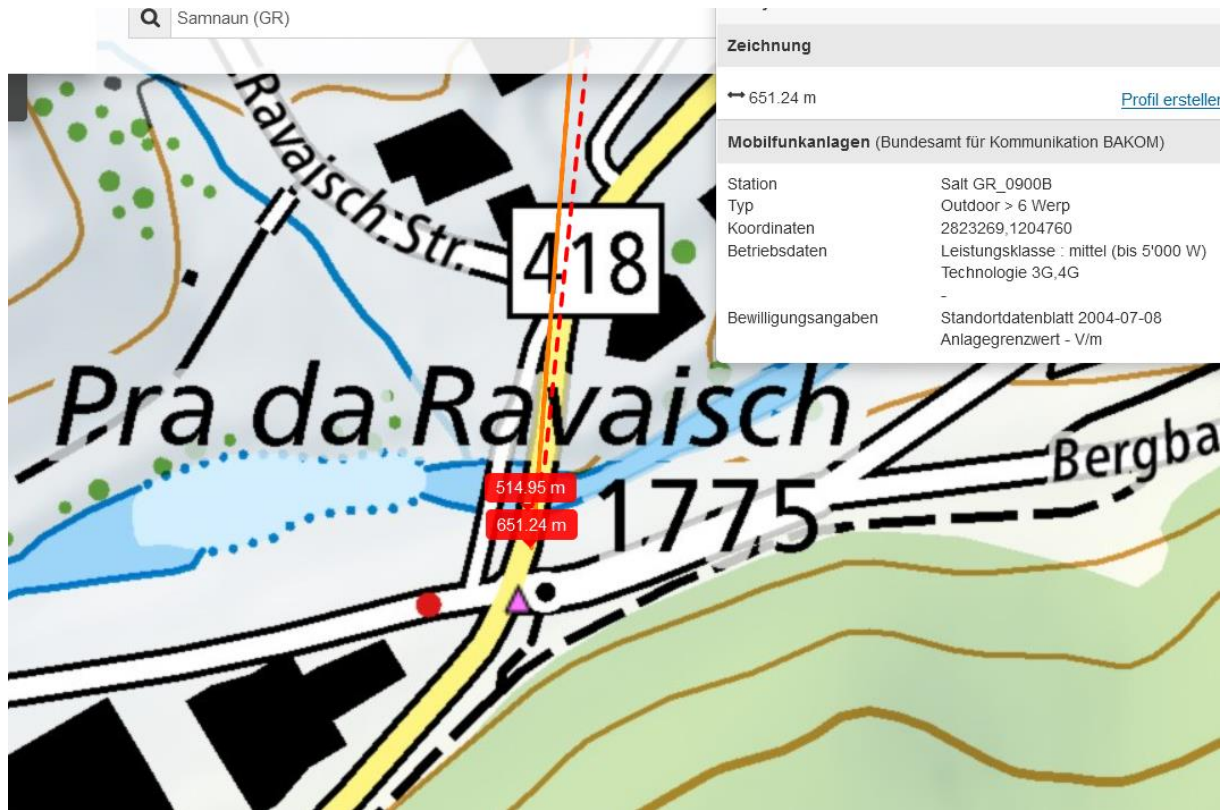 Samnaun (GR)
Zeichnung
651.24 m
Profil erstellen
Mobilfunkanlagen (Bundesamt für Kommunikation BAKOM)
Station Salt GR_0900B
Typ Outdoor > 6 Werp
Koordinaten 2823269,1204760
Betriebsdaten Leistungsklasse : mittel (bis 5'000 W)
Technologie 3G,4G
-
Bewilligungsangaben Standortdatenblatt 2004-07-08
Anlagegrenzwert - V/m
Ravaisch-Str.
418
Pra da Ravaisch
Bergba
514.95 m
651.24 m
1775